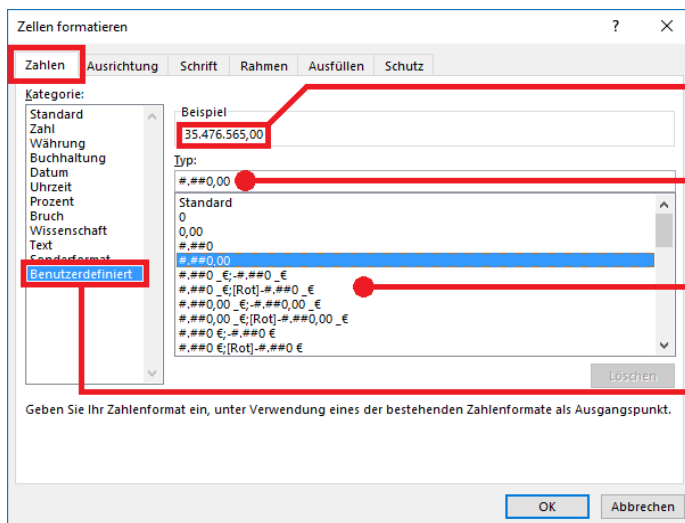 Zellen formatieren ? ×
Zahlen Ausrichtung Schrift Rahmen Ausfüllen Schutz
Kategorie:
Standard
Zahl
Währung
Buchhaltung
Datum
Uhrzeit
Prozent
Bruch
Wissenschaft
Text
Sonderformat
Benutzerdefiniert
Beispiel
35.476.565,00
Typ:
#.##0,00
Standard
0
0,00
#.##0
#.##0,00
#.##0 _€;-#.##0 _€
#.##0 _€;[Rot]-#.##0 _€
#.##0,00 _€;-#.##0,00 _€
#.##0,00 _€;[Rot]-#.##0,00 _€
#.##0 €;-#.##0 €
#.##0 €;[Rot]-#.##0 €
Löschen
Geben Sie Ihr Zahlenformat ein, unter Verwendung eines der bestehenden Zahlenformate als Ausgangspunkt.
OK Abbrechen